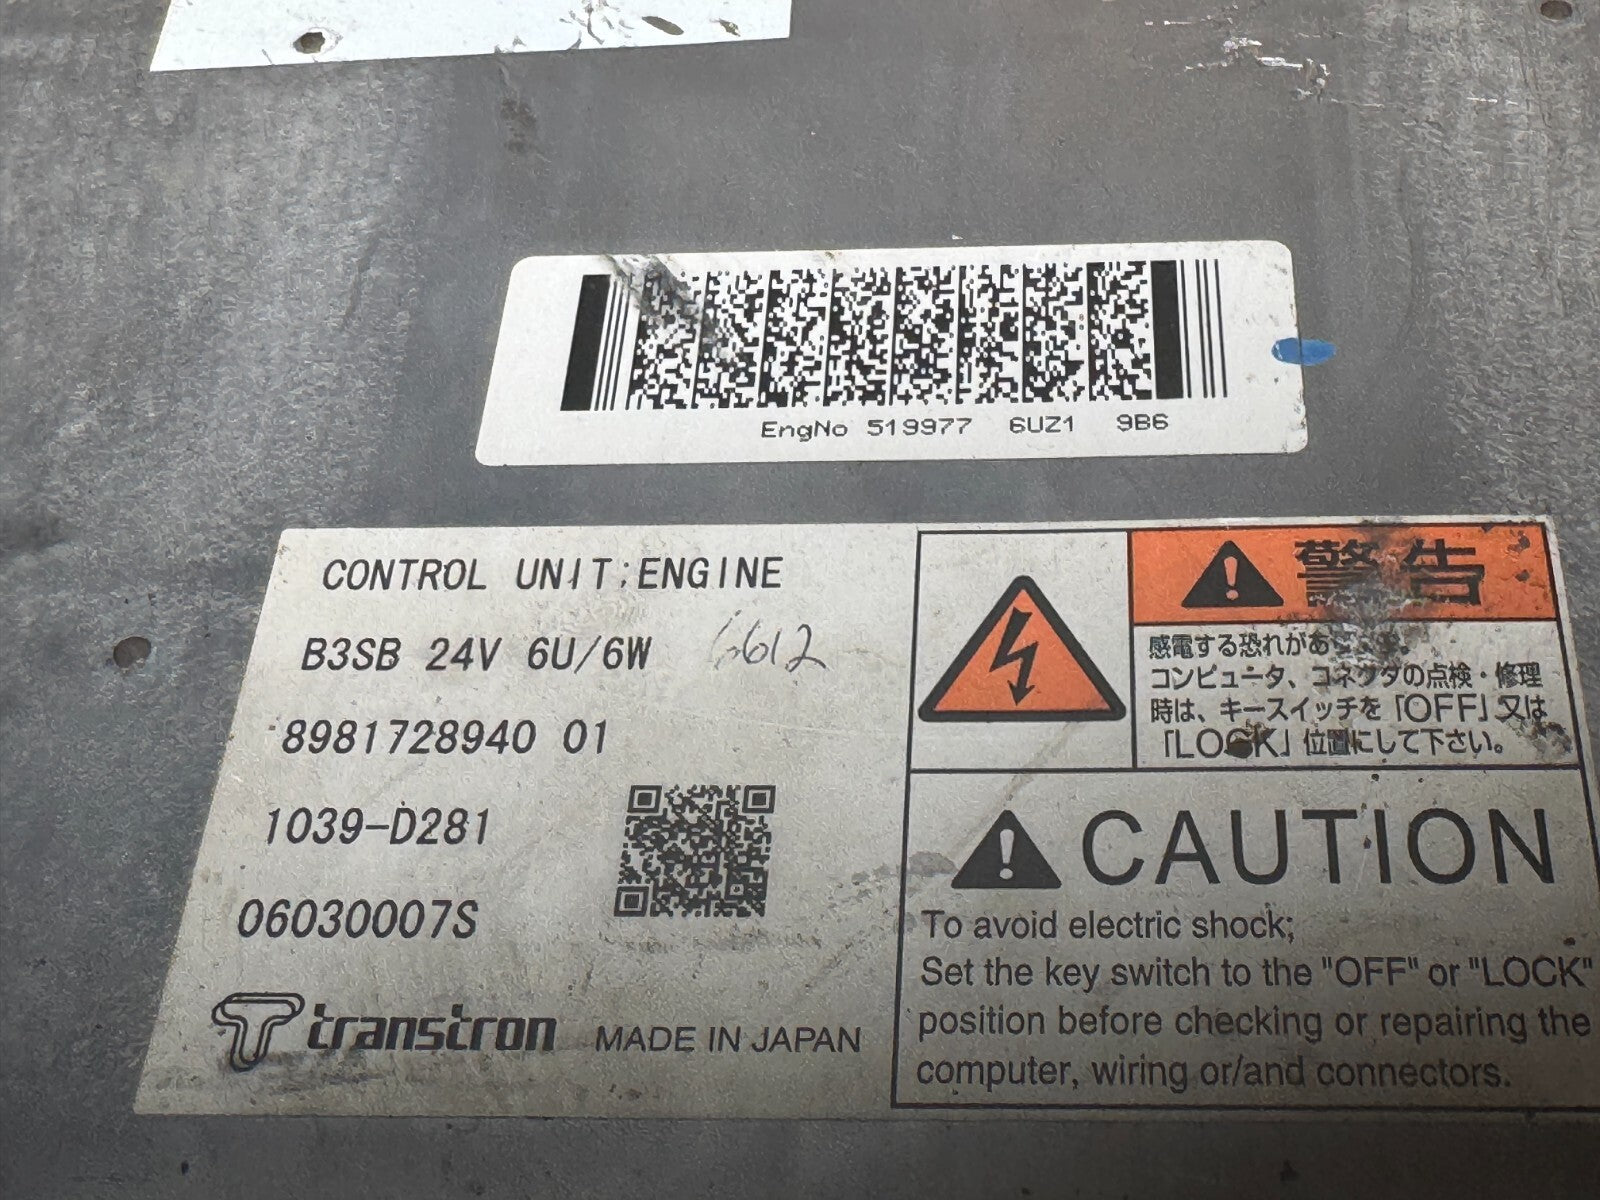 EngNo 519977 6UZ1 9B6
CONTROL UNIT;ENGINE
B3SB 24V 6U/6W
6612
8981728940 01
1039-D281
06030007S
transtron MADE IN JAPAN
警告
感電する恐れがあ
コンピュータ、コネクタの点検・修理
時は、キースイッチを「OFF」又は
「LOCK」位置にして下さい。
CAUTION
To avoid electric shock;
Set the key switch to the "OFF" or "LOCK"
position before checking or repairing the
computer, wiring or/and connectors.